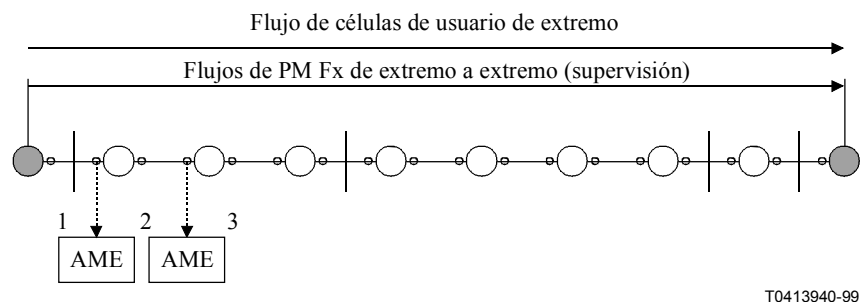 Flujo de células de usuario de extremo
Flujos de PM Fx de extremo a extremo (supervisión)
1 2 3
AME AME
T0413940-99